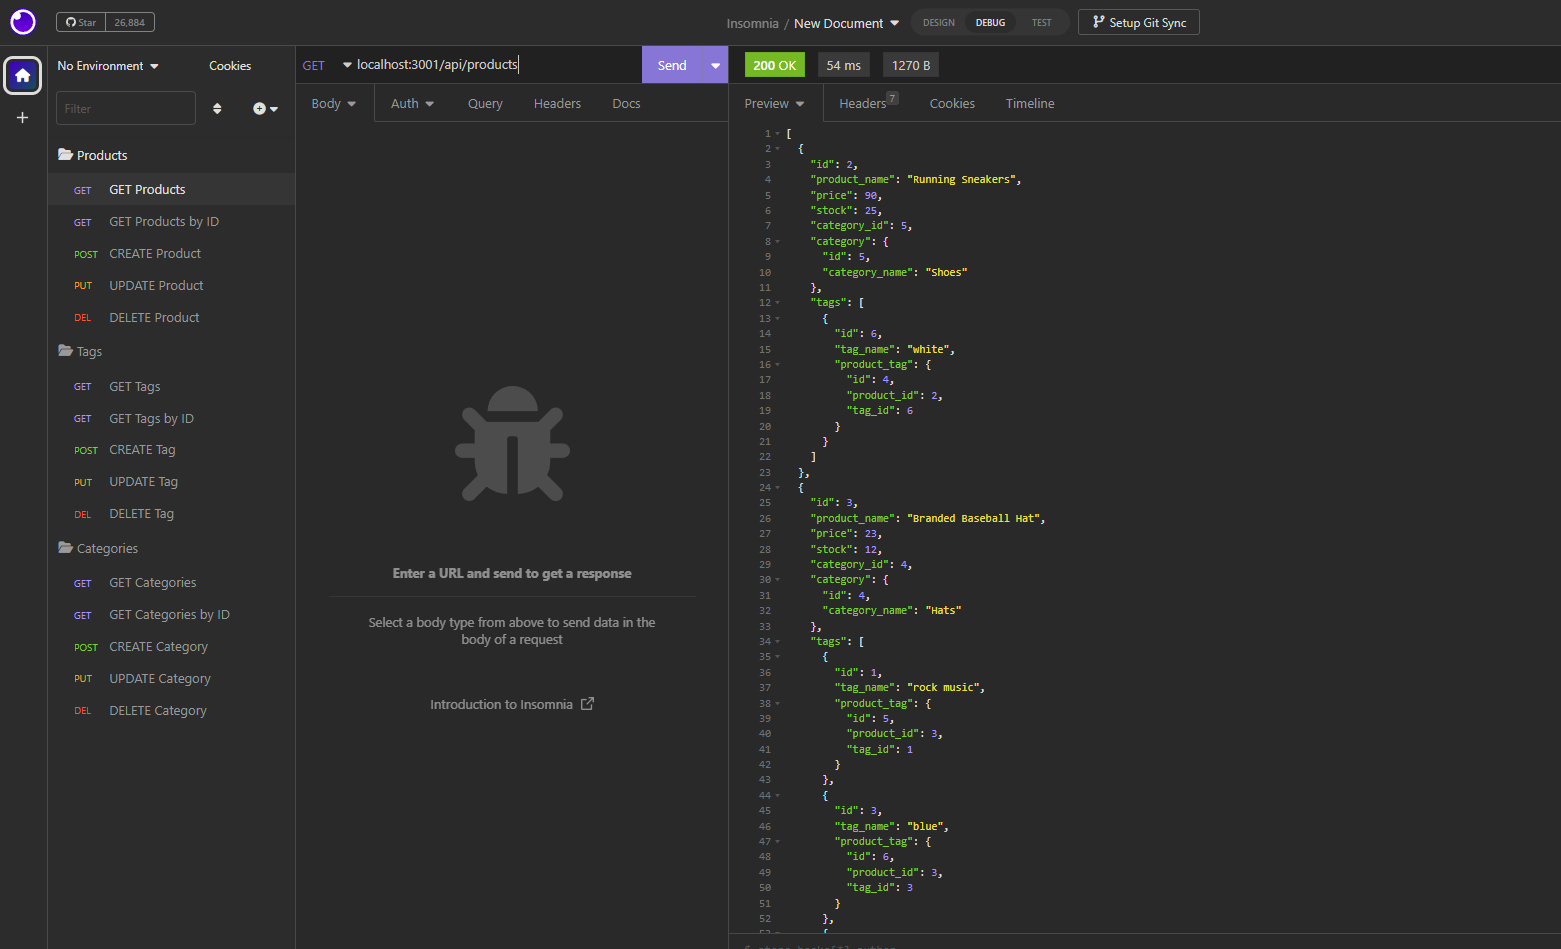 Star 26,884
Insomnia / New Document
DESIGN DEBUG TEST
Setup Git Sync
No Environment
Cookies
Filter
Products
GET GET Products
GET GET Products by ID
POST CREATE Product
PUT UPDATE Product
DEL DELETE Product
Tags
GET GET Tags
GET GET Tags by ID
POST CREATE Tag
PUT UPDATE Tag
DEL DELETE Tag
Categories
GET GET Categories
GET GET Categories by ID
POST CREATE Category
PUT UPDATE Category
DEL DELETE Category
GET localhost:3001/api/products Send
Body Auth Query Headers Docs
Enter a URL and send to get a response
Select a body type from above to send data in the
body of a request
Introduction to Insomnia
200 OK 54 ms 1270 B
Preview Headers 7 Cookies Timeline
1 [
2 {
3 "id": 2,
4 "product_name": "Running Sneakers",
5 "price": 90,
6 "stock": 25,
7 "category_id": 5,
8 "category": {
9 "id": 5,
10 "category_name": "Shoes"
11 },
12 "tags": [
13 {
14 "id": 6,
15 "tag_name": "white",
16 "product_tag": {
17 "id": 4,
18 "product_id": 2,
19 "tag_id": 6
20 }
21 }
22 ]
23 },
24 {
25 "id": 3,
26 "product_name": "Branded Baseball Hat",
27 "price": 23,
28 "stock": 12,
29 "category_id": 4,
30 "category": {
31 "id": 4,
32 "category_name": "Hats"
33 },
34 "tags": [
35 {
36 "id": 1,
37 "tag_name": "rock music",
38 "product_tag": {
39 "id": 5,
40 "product_id": 3,
41 "tag_id": 1
42 }
43 },
44 {
45 "id": 3,
46 "tag_name": "blue",
47 "product_tag": {
48 "id": 6,
49 "product_id": 3,
50 "tag_id": 3
51 }
52 },